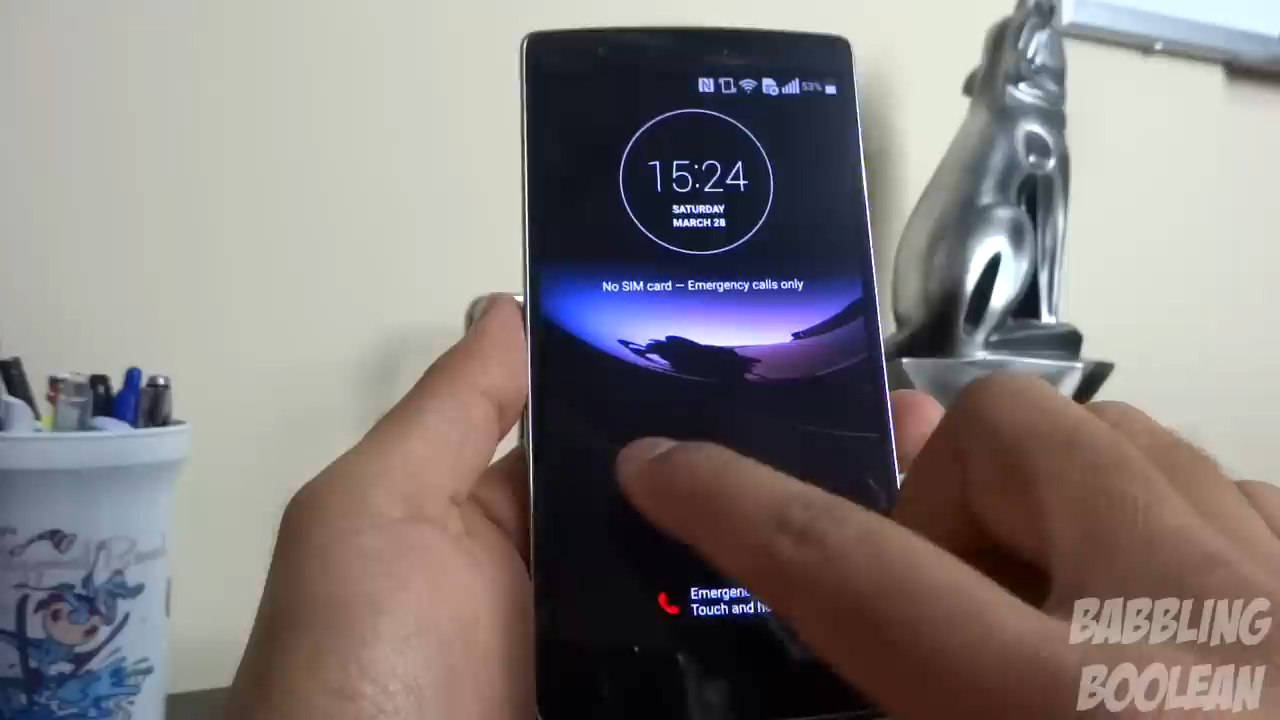 53%
15:24
SATURDAY
MARCH 28
No SIM card — Emergency calls only
Touch and
BABBLING
BOOLEAN